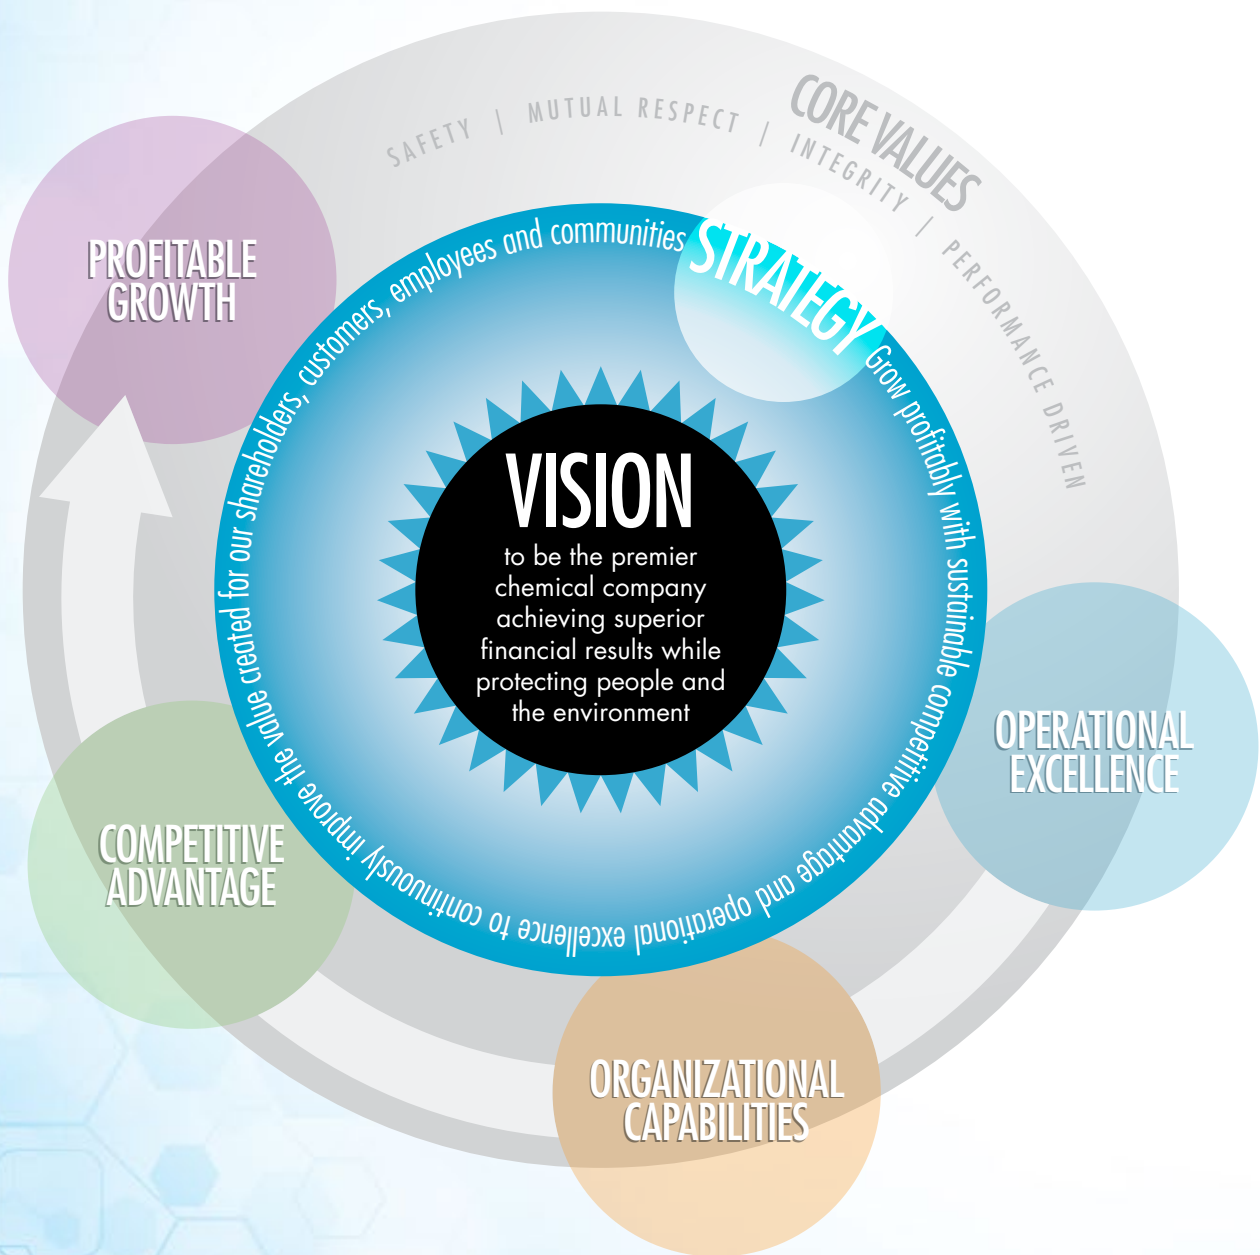 CORE VALUES
SAFETY | MUTUAL RESPECT | INTEGRITY | PERFORMANCE DRIVEN
STRATEGY
Grow profitably with sustainable competitive advantage and operational excellence to continuously improve the value created for our shareholders, customers, employees and communities
VISION
to be the premier
chemical company
achieving superior
financial results while
protecting people and
the environment
PROFITABLE
GROWTH
OPERATIONAL
EXCELLENCE
COMPETITIVE
ADVANTAGE
ORGANIZATIONAL
CAPABILITIES